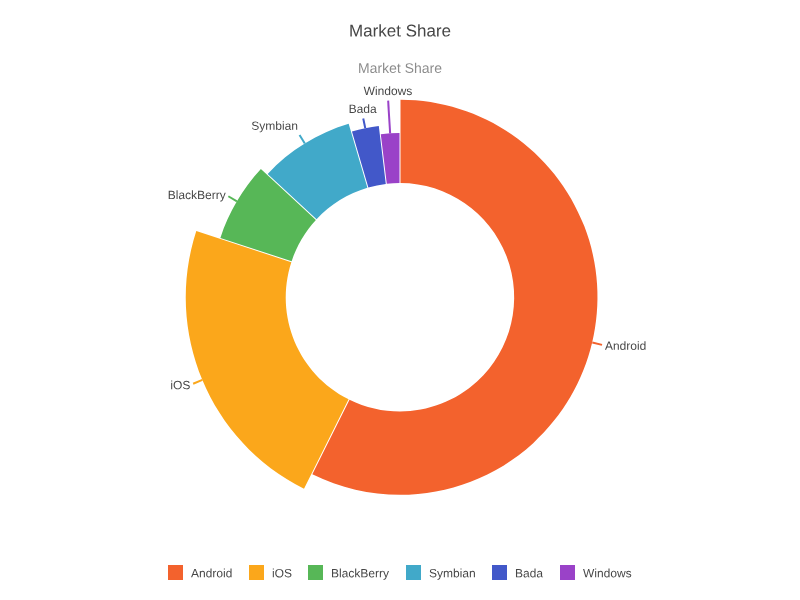 Market Share
Market Share
Windows
Bada
Symbian
BlackBerry
Android
iOS
Android iOS BlackBerry Symbian Bada Windows